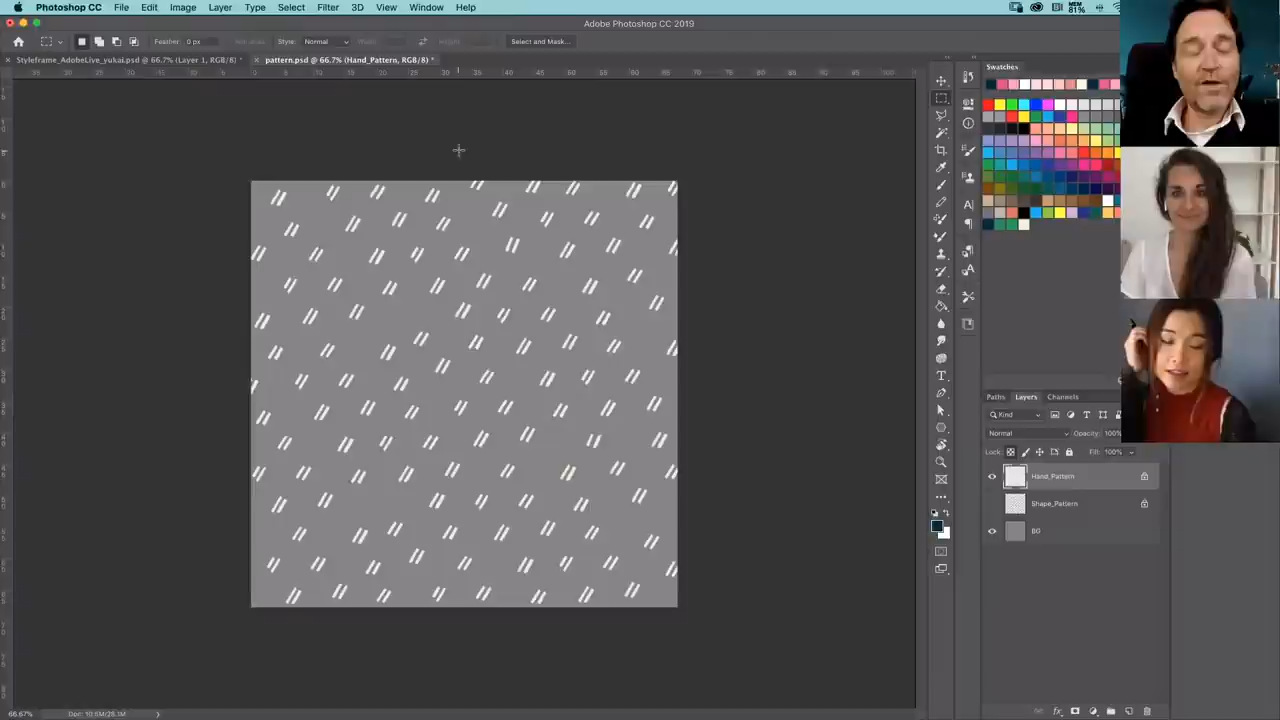 Photoshop CC File Edit Image Layer Type Select Filter 3D View Window Help MEM 81%
Adobe Photoshop CC 2019
Feather: 0 px Style: Normal Select and Mask...
Styleframe_AdobeLive_yukai.psd @ 66.7% (Layer 1, RGB/8) * pattern.psd @ 66.7% (Hand_Pattern, RGB/8) *
Swatches
Paths Layers Channels
Kind
Normal Opacity: 100%
Lock: Fill: 100%
Hand_Pattern
Shape_Pattern
BG
66.67%